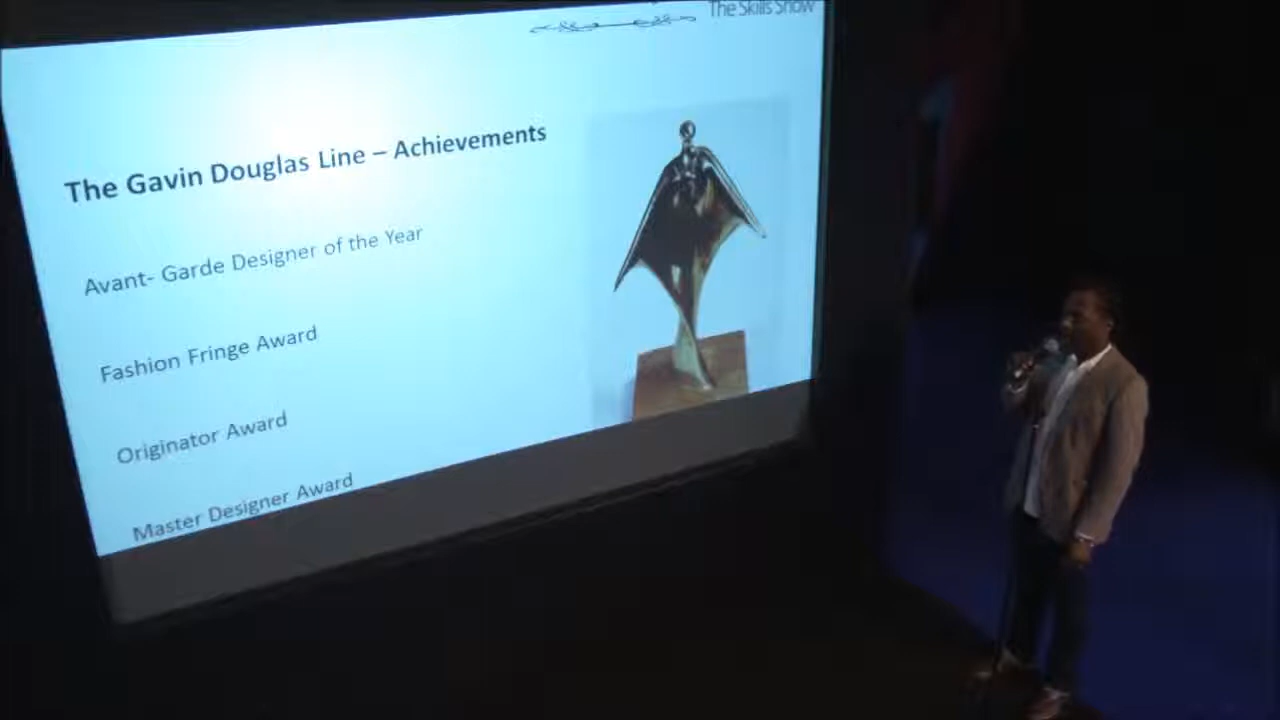 The Skills Show
The Gavin Douglas Line – Achievements
Avant- Garde Designer of the Year
Fashion Fringe Award
Originator Award
Master Designer Award